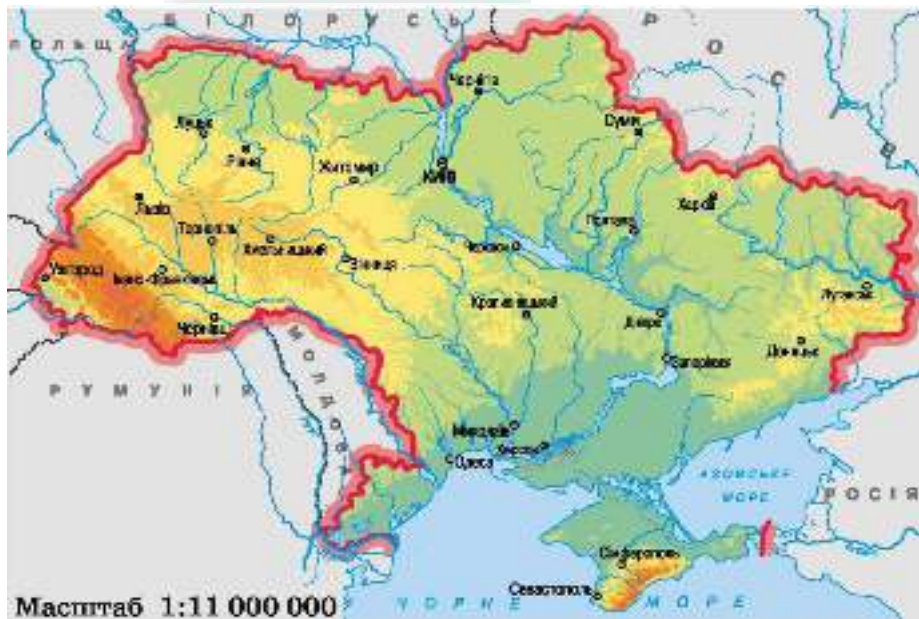 БІЛОРУСЬ
ПОЛЬЩА
РОСІЯ
Чернігів
Суми
Луцьк
Рівне
Житомир
КИЇВ
Львів
Тернопіль
Хмельницький
Вінниця
Черкаси
Полтава
Харків
Ужгород
Івано-Франківськ
Чернівці
Кропивницький
Дніпро
Луганськ
Донецьк
Запоріжжя
РУМУНІЯ
МОЛДОВА
Миколаїв
Херсон
Одеса
АЗОВСЬКЕ
МОРЕ
РОСІЯ
Сімферополь
Севастополь
ЧОРНЕ МОРЕ
Масштаб 1:11 000 000